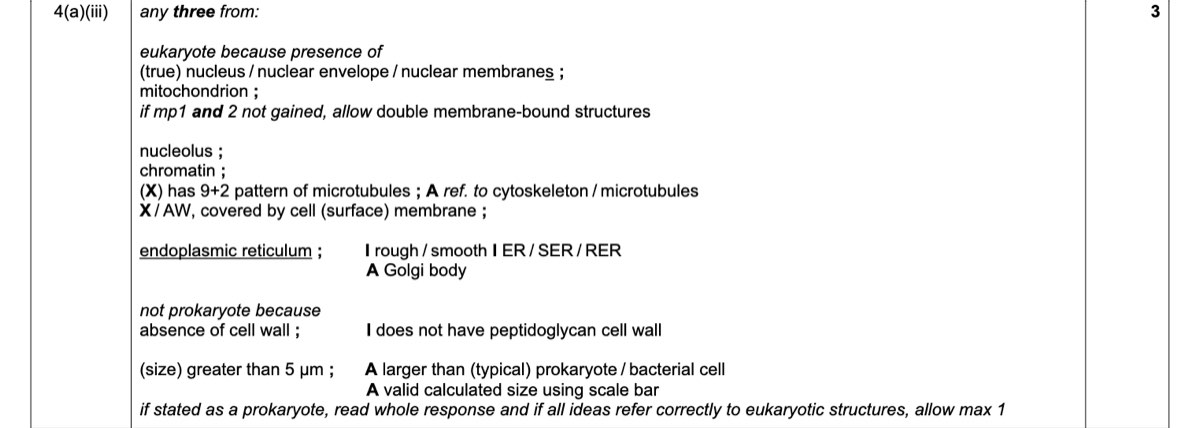 4(a)(iii) any three from: 3
eukaryote because presence of
(true) nucleus / nuclear envelope / nuclear membranes ;
mitochondrion ;
if mp1 and 2 not gained, allow double membrane-bound structures
nucleolus ;
chromatin ;
(X) has 9+2 pattern of microtubules ; A ref. to cytoskeleton / microtubules
X / AW, covered by cell (surface) membrane ;
endoplasmic reticulum ; I rough / smooth I ER / SER / RER
A Golgi body
not prokaryote because
absence of cell wall ; I does not have peptidoglycan cell wall
(size) greater than 5 µm ; A larger than (typical) prokaryote / bacterial cell
A valid calculated size using scale bar
if stated as a prokaryote, read whole response and if all ideas refer correctly to eukaryotic structures, allow max 1